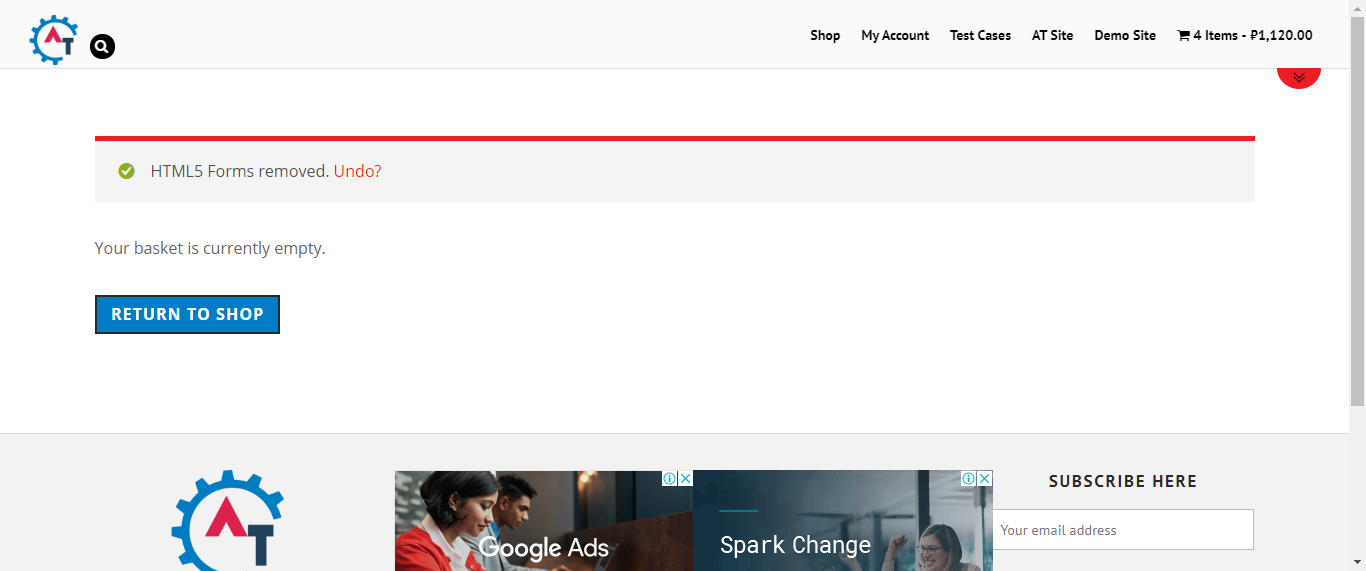 AT
Shop
My Account
Test Cases
AT Site
Demo Site
4 Items - ₽1,120.00
HTML5 Forms removed. Undo?
Your basket is currently empty.
RETURN TO SHOP
AT
Google Ads
Spark Change
SUBSCRIBE HERE
Your email address